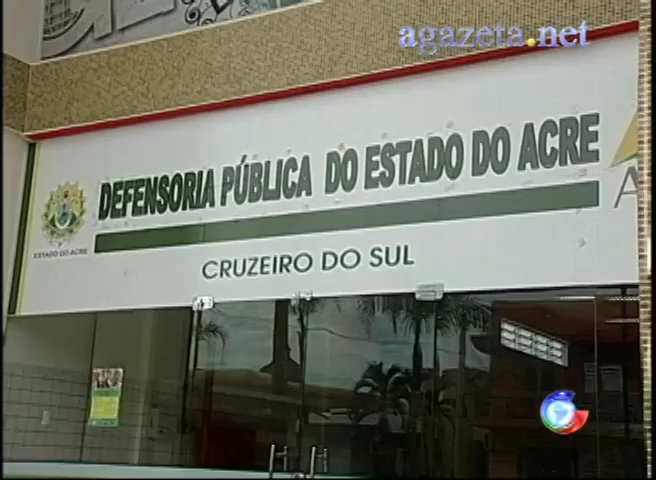 agazeta.net
DEFENSORIA PÚBLICA DO ESTADO DO ACRE
ESTADO DO ACRE
CRUZEIRO DO SUL